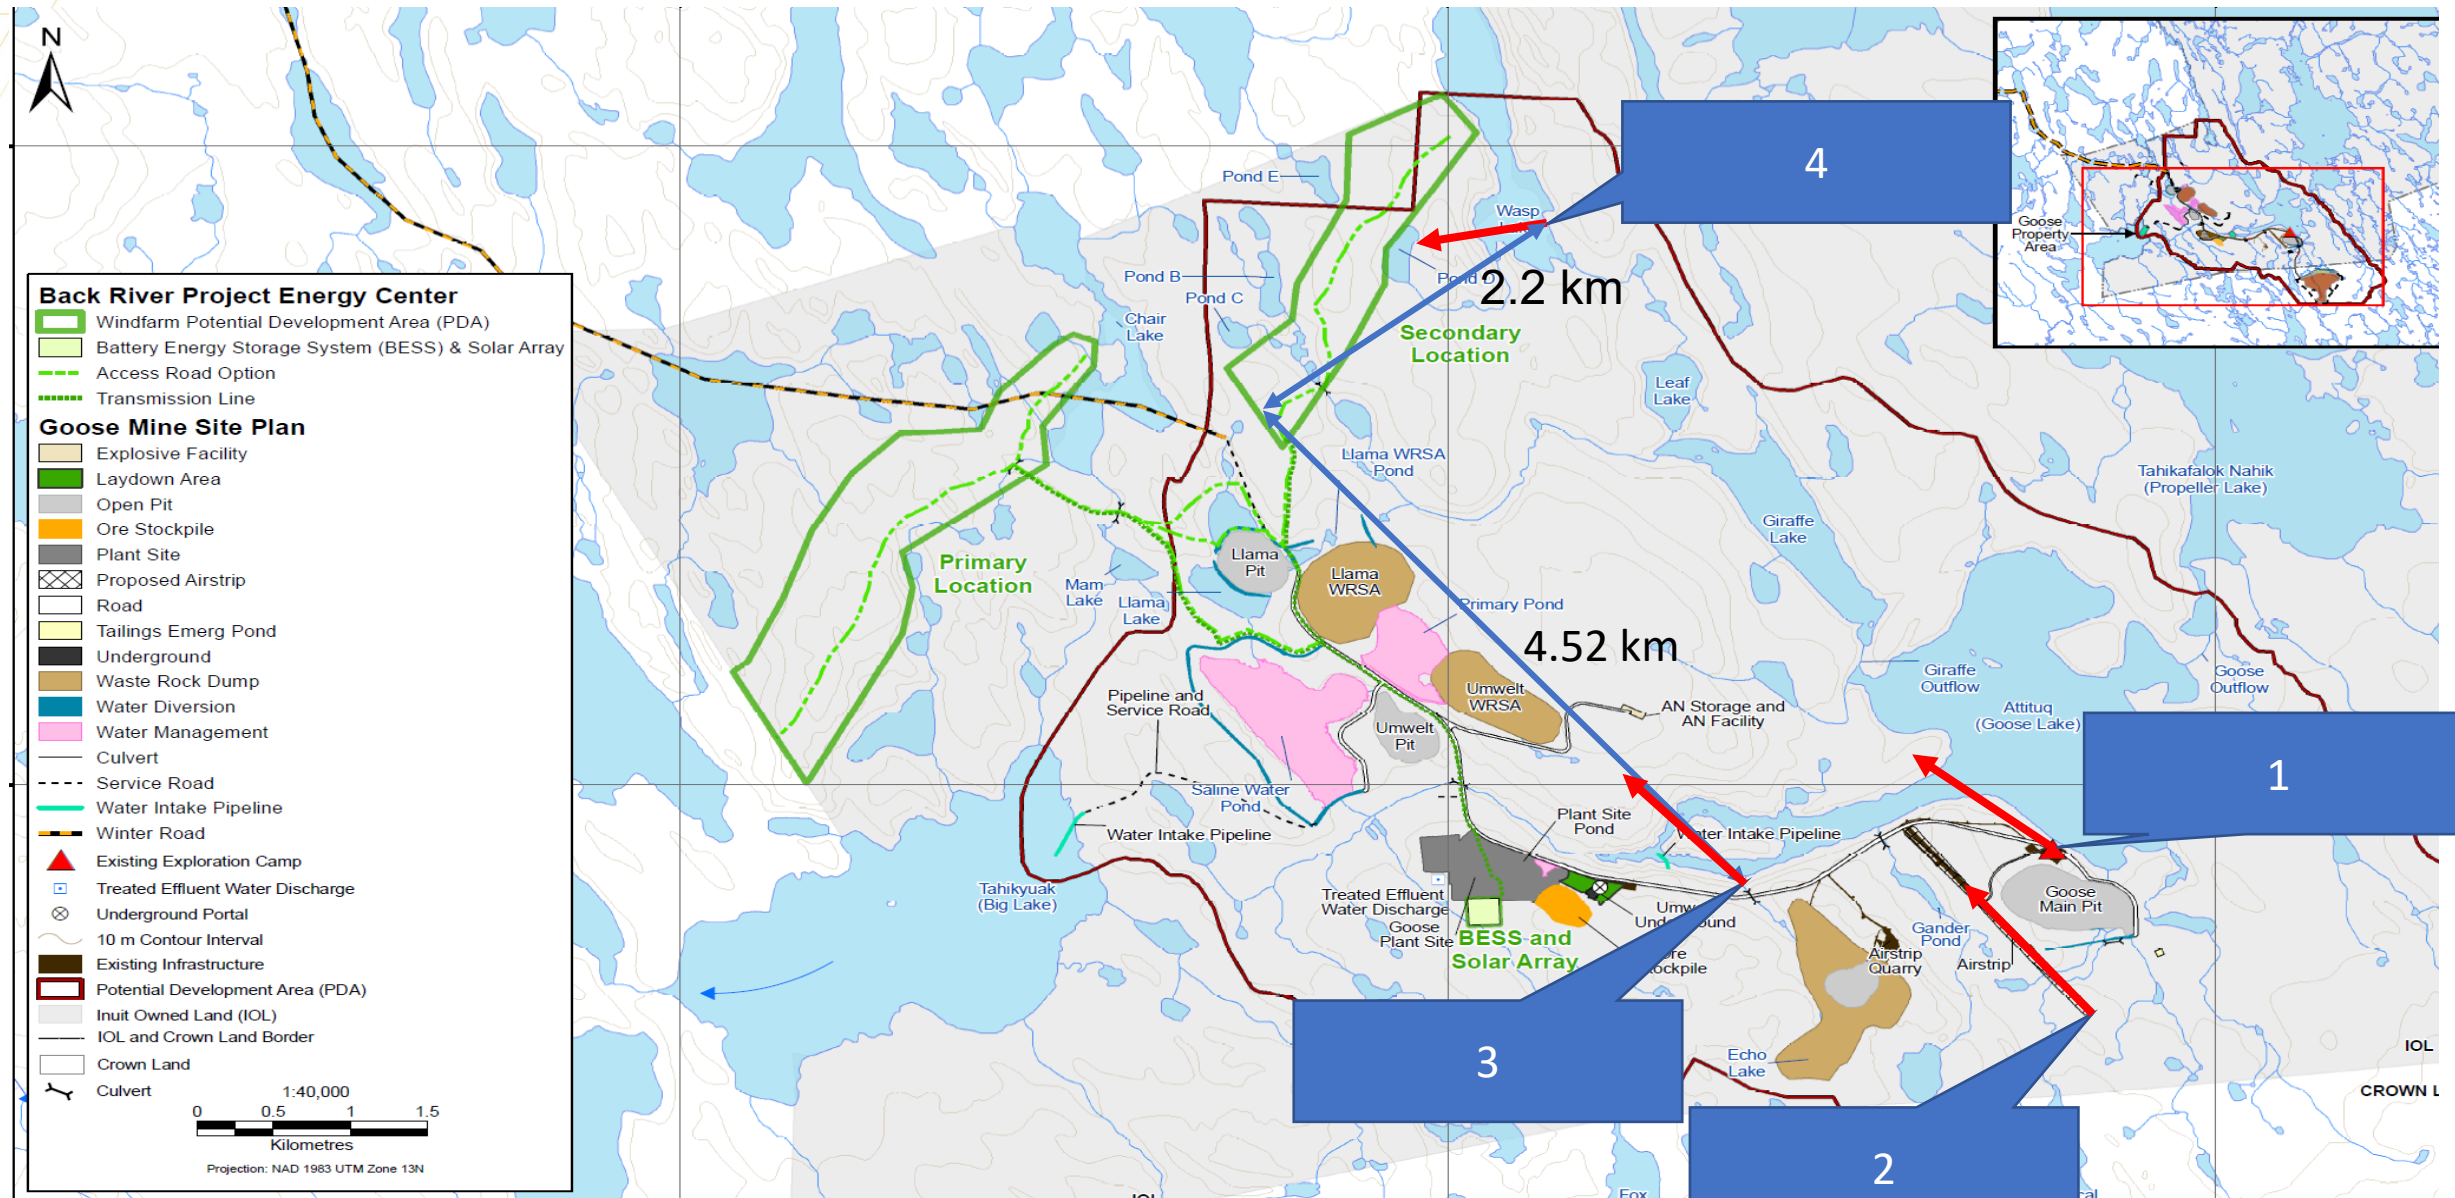 N
Back River Project Energy Center
Windfarm Potential Development Area (PDA)
Battery Energy Storage System (BESS) & Solar Array
Access Road Option
Transmission Line
Goose Mine Site Plan
Explosive Facility
Laydown Area
Open Pit
Ore Stockpile
Plant Site
Proposed Airstrip
Road
Tailings Emerg Pond
Underground
Waste Rock Dump
Water Diversion
Water Management
Culvert
Service Road
Water Intake Pipeline
Winter Road
Existing Exploration Camp
Treated Effluent Water Discharge
Underground Portal
10 m Contour Interval
Existing Infrastructure
Potential Development Area (PDA)
Inuit Owned Land (IOL)
IOL and Crown Land Border
Crown Land
Culvert
1:40,000
0 0.5 1 1.5
Kilometres
Projection: NAD 1983 UTM Zone 13N
Pond E
Wasp
4
Goose
Property
Area
Pond B
Pond C
Pond D
2.2 km
Chair
Lake
Secondary
Location
Leaf
Lake
Llama WRSA
Pond
Tahikafalok Nahik
(Propeller Lake)
Giraffe
Lake
Primary
Location
Llama
Pit
Llama
WRSA
Mam
Lake
Llama
Lake
Primary Pond
4.52 km
Giraffe
Outflow
Goose
Outflow
Pipeline and
Service Road
Umwelt
WRSA
AN Storage and
AN Facility
Attituq
(Goose Lake)
Umwelt
Pit
1
Saline Water
Pond
Water Intake Pipeline
Plant Site
Pond
Water Intake Pipeline
Tahikyuak
(Big Lake)
Treated Effluent
Water Discharge
Goose
Plant Site
BESS and
Solar Array
Goose
Main Pit
Gander
Pond
Airstrip
Quarry
Airstrip
3
Echo
Lake
IOL
CROWN L
2
IOL
Fox